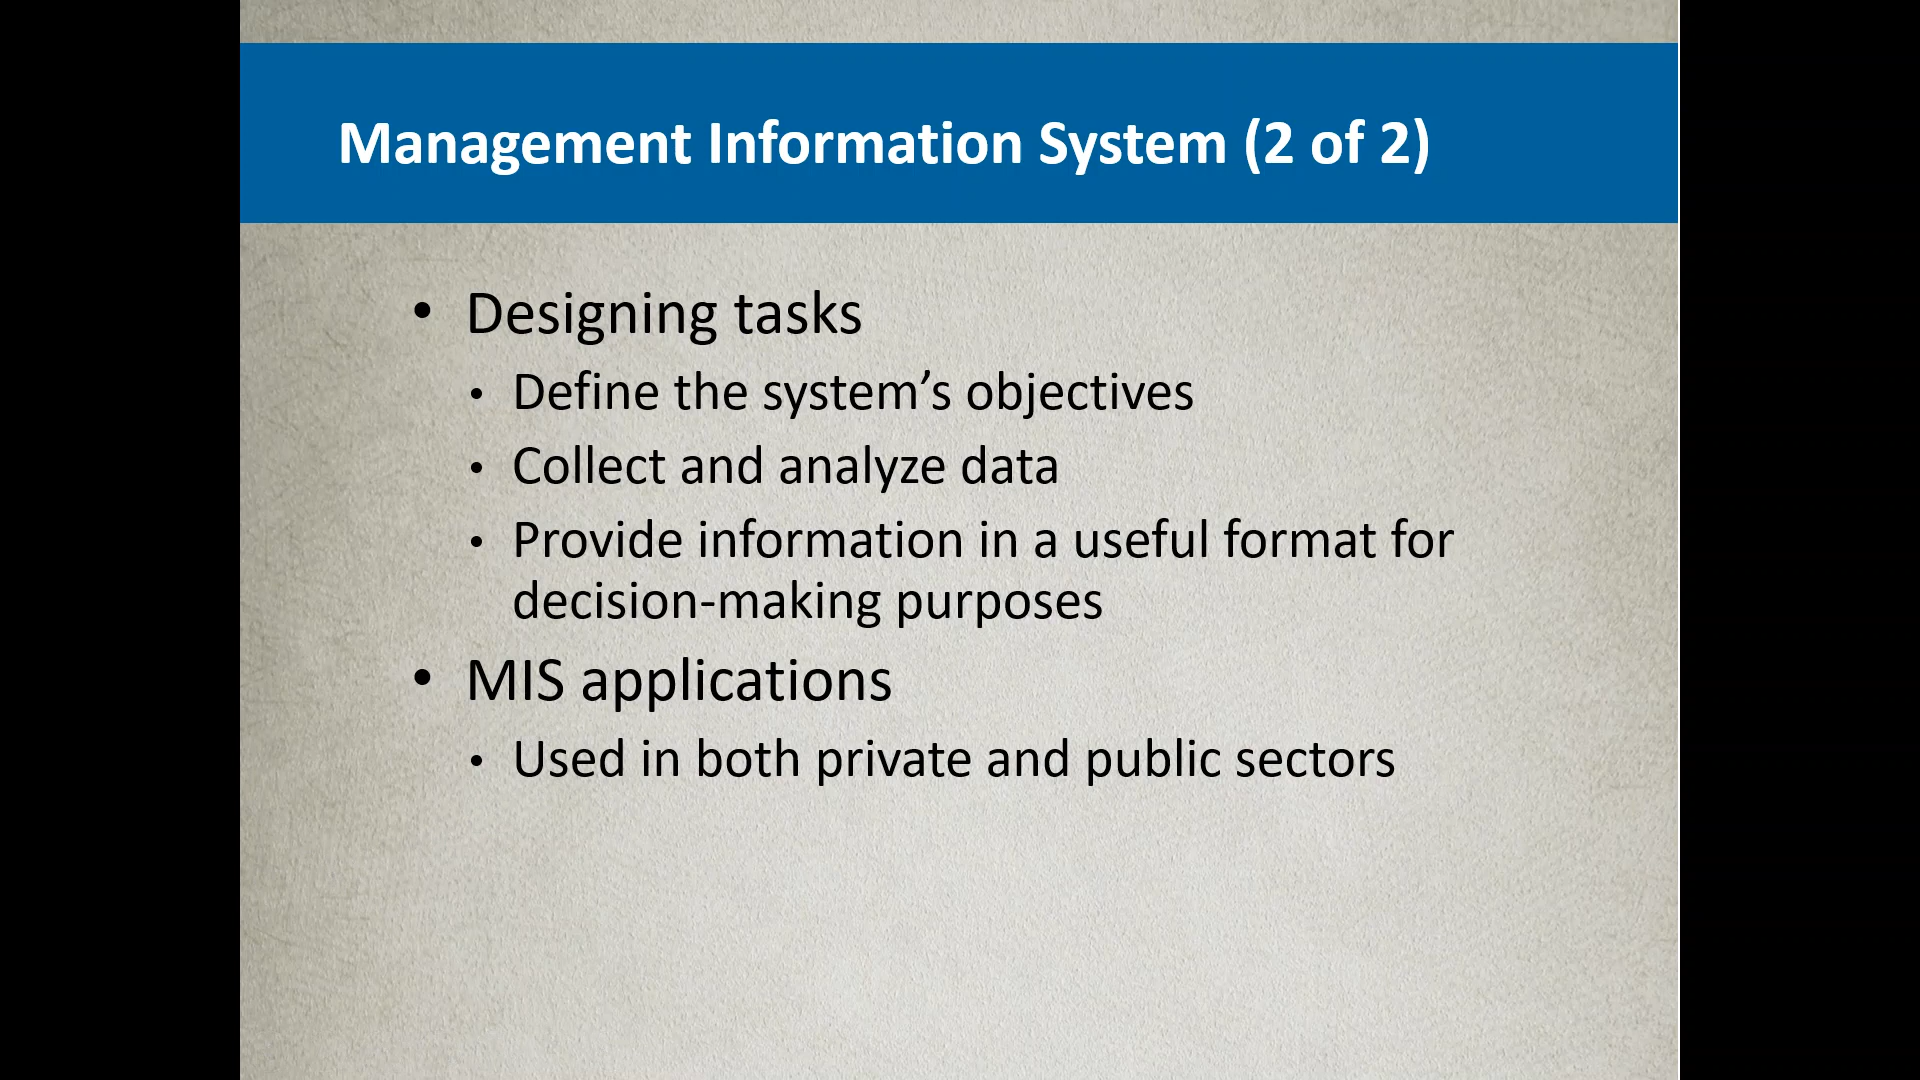 Management Information System (2 of 2)
• Designing tasks
• Define the system’s objectives
• Collect and analyze data
• Provide information in a useful format for
decision-making purposes
• MIS applications
• Used in both private and public sectors